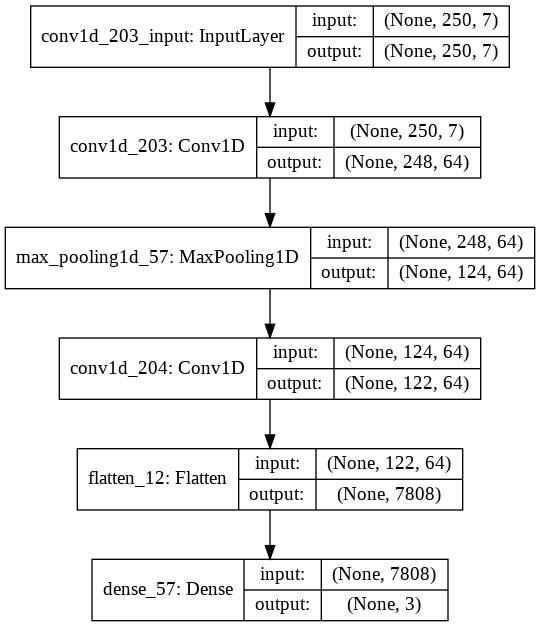 conv1d_203_input: InputLayer
input: (None, 250, 7)
output: (None, 250, 7)
conv1d_203: Conv1D
input: (None, 250, 7)
output: (None, 248, 64)
max_pooling1d_57: MaxPooling1D
input: (None, 248, 64)
output: (None, 124, 64)
conv1d_204: Conv1D
input: (None, 124, 64)
output: (None, 122, 64)
flatten_12: Flatten
input: (None, 122, 64)
output: (None, 7808)
dense_57: Dense
input: (None, 7808)
output: (None, 3)